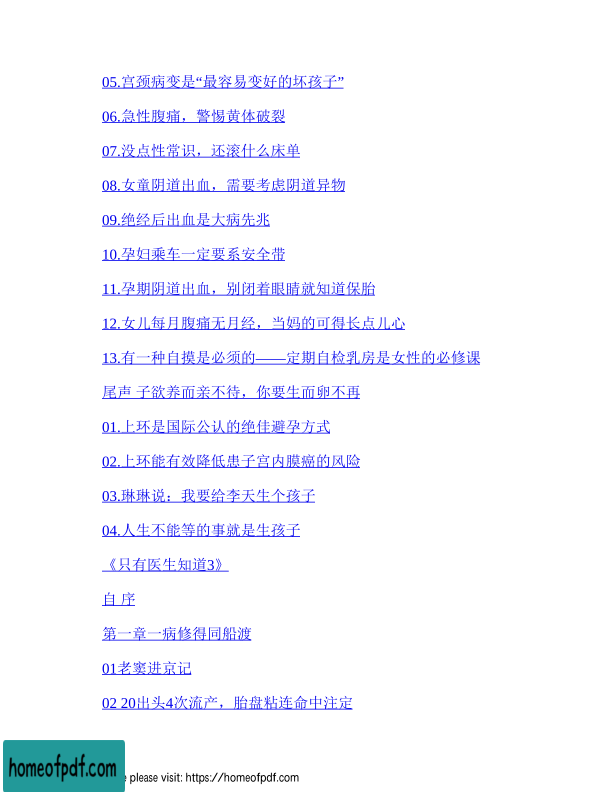 05.宫颈病变是“最容易变好的坏孩子”
06.急性腹痛，警惕黄体破裂
07.没点性常识，还滚什么床单
08.女童阴道出血，需要考虑阴道异物
09.绝经后出血是大病先兆
10.孕妇乘车一定要系安全带
11.孕期阴道出血，别闭着眼睛就知道保胎
12.女儿每月腹痛无月经，当妈的可得长点儿心
13.有一种自摸是必须的——定期自检乳房是女性的必修课
尾声 子欲养而亲不待，你要生而卵不再
01.上环是国际公认的绝佳避孕方式
02.上环能有效降低患子宫内膜癌的风险
03.琳琳说：我要给李天生个孩子
04.人生不能等的事就是生孩子
《只有医生知道3》
自 序
第一章一病修得同船渡
01老窦进京记
02 20出头4次流产，胎盘粘连命中注定
homeofpdf.com
e please visit: https://homeofpdf.com